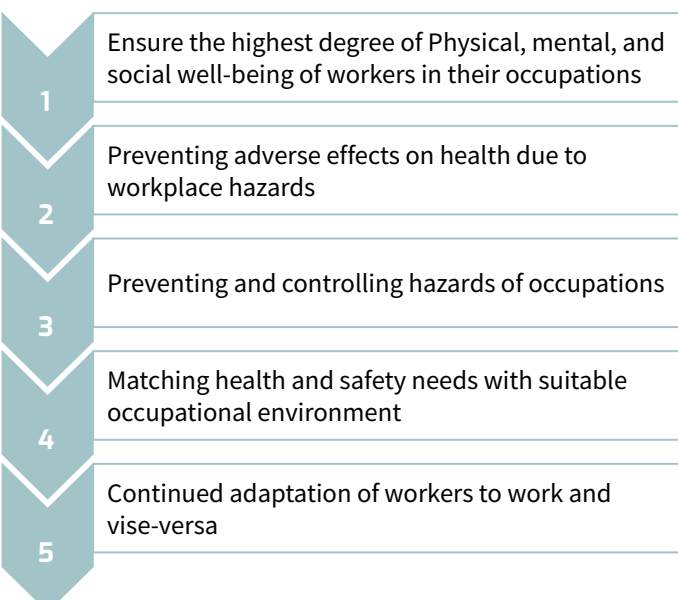 1
Ensure the highest degree of Physical, mental, and
social well-being of workers in their occupations
2
Preventing adverse effects on health due to
workplace hazards
3
Preventing and controlling hazards of occupations
4
Matching health and safety needs with suitable
occupational environment
5
Continued adaptation of workers to work and
vise-versa